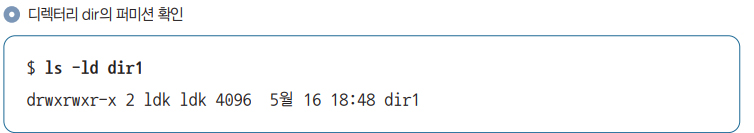 디렉터리 dir의 퍼미션 확인
$ ls -ld dir1
drwxrwxr-x 2 ldk ldk 4096  5월 16 18:48 dir1